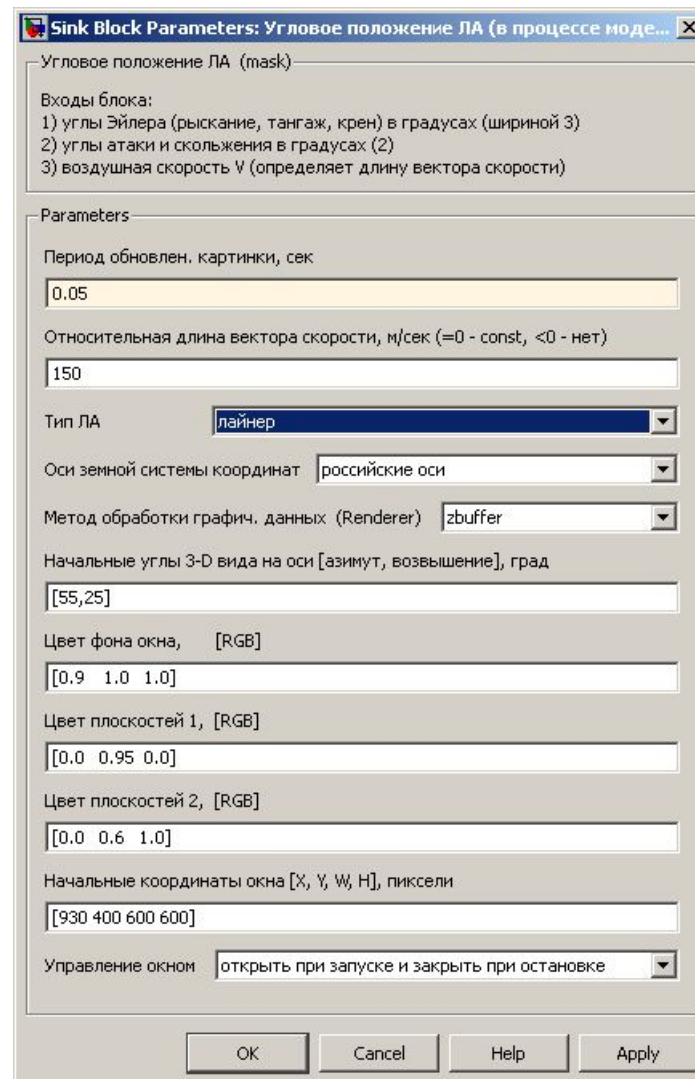 Sink Block Parameters: Угловое положение ЛА (в процессе моде...
Угловое положение ЛА (mask)
Входы блока:
1) углы Эйлера (рыскание, тангаж, крен) в градусах (шириной 3)
2) углы атаки и скольжения в градусах (2)
3) воздушная скорость V (определяет длину вектора скорости)
Parameters
Период обновлен. картинки, сек
0.05
Относительная длина вектора скорости, м/сек (=0 - const, <0 - нет)
150
Тип ЛА лайнер
Оси земной системы координат российские оси
Метод обработки графич. данных (Renderer) zbuffer
Начальные углы 3-D вида на оси [азимут, возвышение], град
[55,25]
Цвет фона окна, [RGB]
[0.9 1.0 1.0]
Цвет плоскостей 1, [RGB]
[0.0 0.95 0.0]
Цвет плоскостей 2, [RGB]
[0.0 0.6 1.0]
Начальные координаты окна [X, Y, W, H], пиксели
[930 400 600 600]
Управление окном открыть при запуске и закрыть при остановке
OK Cancel Help Apply